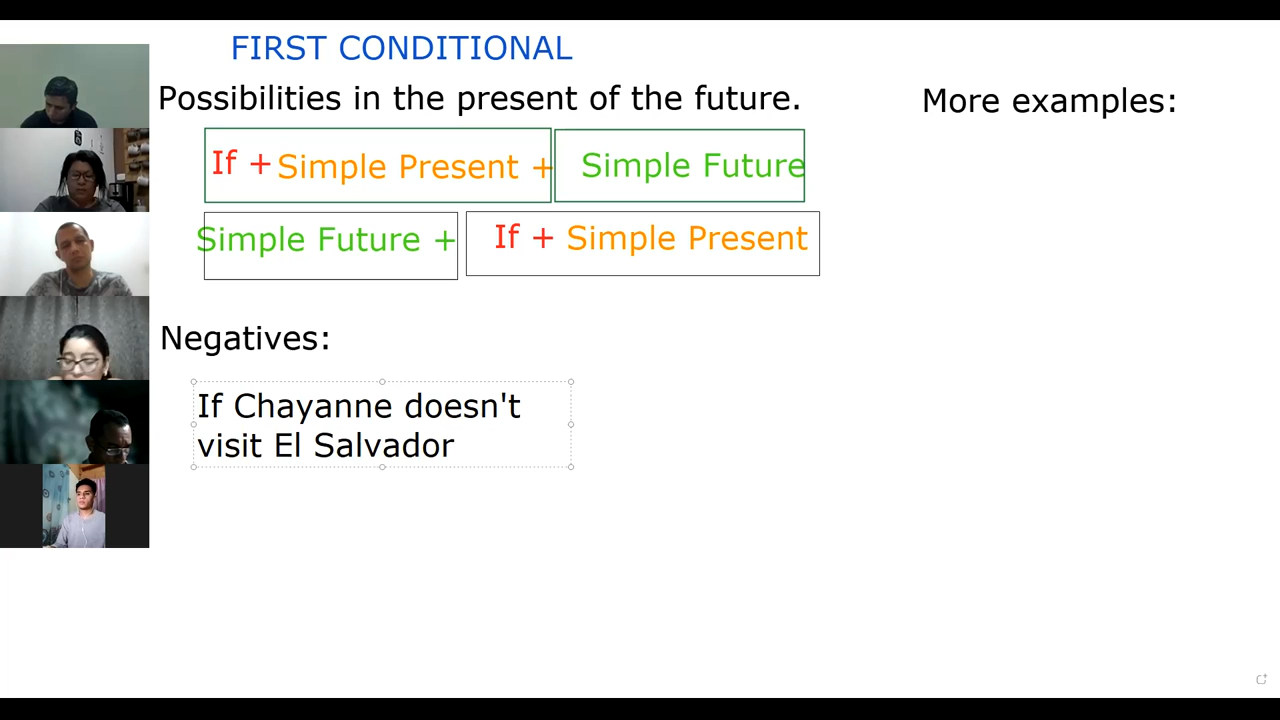 FIRST CONDITIONAL
Possibilities in the present of the future.
More examples:
If + Simple Present + Simple Future
Simple Future + If + Simple Present
Negatives:
If Chayanne doesn't
visit El Salvador